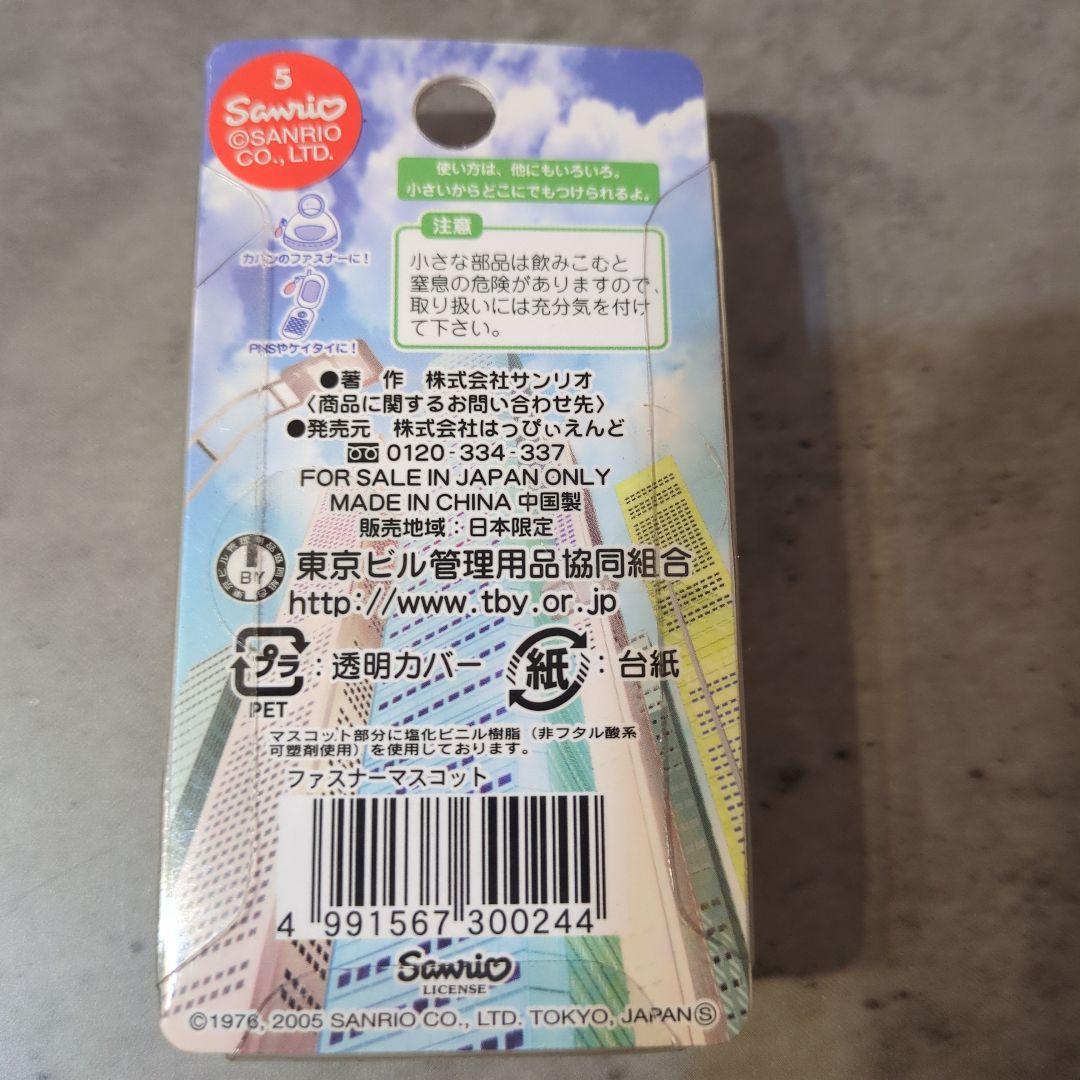 5
Sanrio
©SANRIO
CO., LTD.
使い方は、他にもいろいろ。
小さいからどこにでもつけられるよ。
カバンのファスナーに!
PHSやケイタイに!
注意
小さな部品は飲みこむと
窒息の危険がありますので、
取り扱いには充分気を付け
て下さい。
●著 作 株式会社サンリオ
〈商品に関するお問い合わせ先〉
●発売元 株式会社はっぴぃえんど
0120-334-337
FOR SALE IN JAPAN ONLY
MADE IN CHINA 中国製
販売地域:日本限定
BY
東京ビル管理用品協同組合
http://www.tby.or.jp
プラ:透明カバー
PET
紙:台紙
マスコット部分に塩化ビニル樹脂(非フタル酸系
可塑剤使用)を使用しております。
ファスナーマスコット
4 991567 300244
Sanrio
LICENSE
©1976, 2005 SANRIO CO., LTD. TOKYO, JAPAN Ⓢ